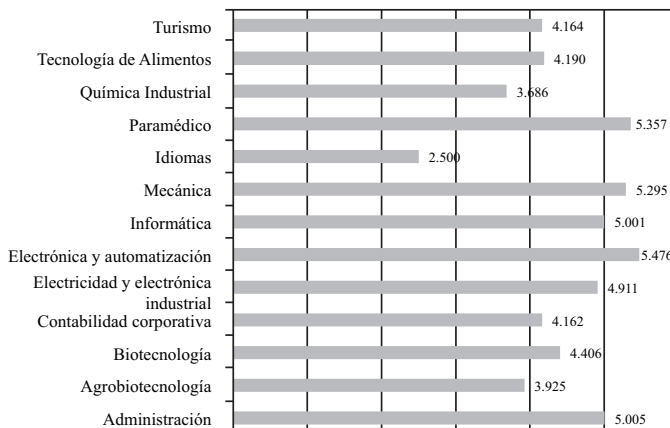 Turismo 4.164
Tecnología de Alimentos 4.190
Química Industrial 3.686
Paramédico 5.357
Idiomas 2.500
Mecánica 5.295
Informática 5.001
Electrónica y automatización 5.476
Electricidad y electrónica 4.911
industrial
Contabilidad corporativa 4.162
Biotecnología 4.406
Agrobiotecnología 3.925
Administración 5.005